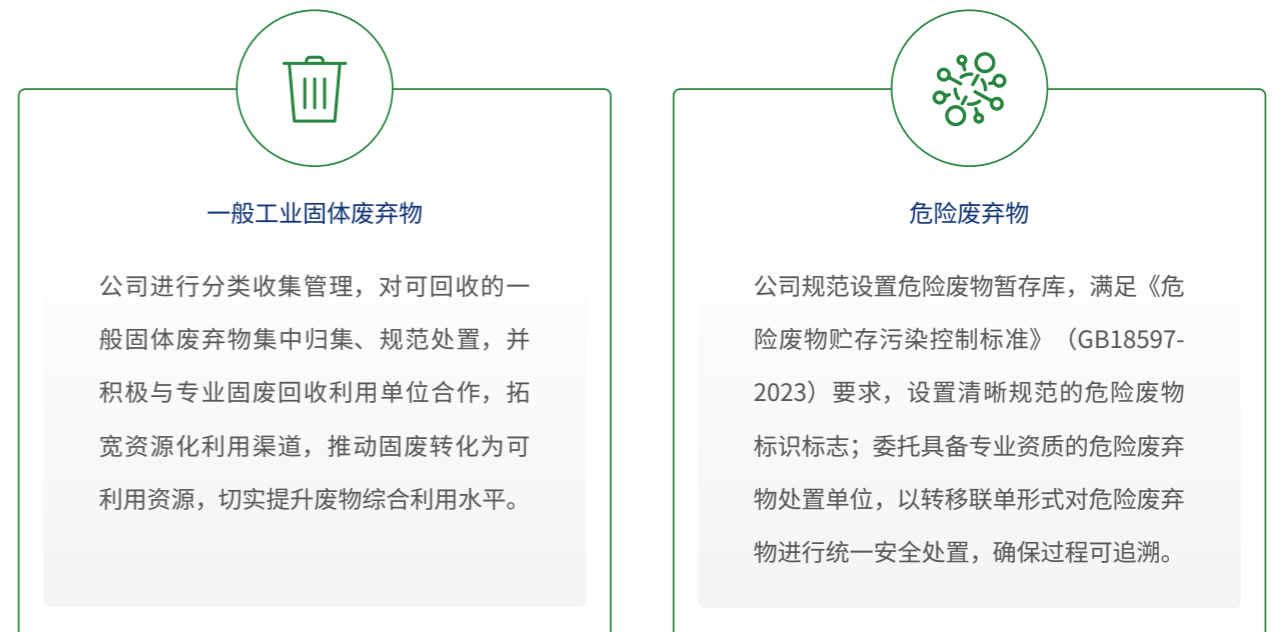 一般工业固体废弃物
公司进行分类收集管理，对可回收的一
般固体废弃物集中归集、规范处置，并
积极与专业固废回收利用单位合作，拓
宽资源化利用渠道，推动固废转化为可
利用资源，切实提升废物综合利用水平。
危险废弃物
公司规范设置危险废物暂存库，满足《危
险废物贮存污染控制标准》（GB18597-
2023）要求，设置清晰规范的危险废物
标识标志；委托具备专业资质的危险废弃
物处置单位，以转移联单形式对危险废弃
物进行统一安全处置，确保过程可追溯。